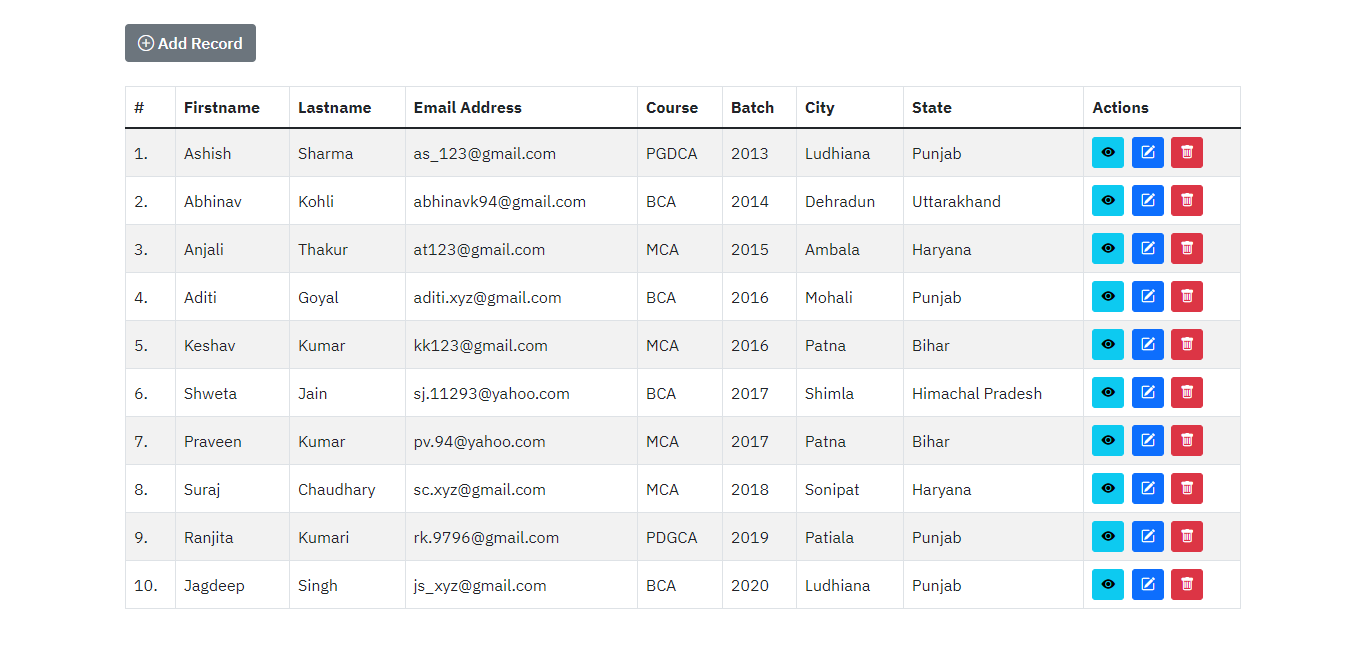 Add Record
# Firstname Lastname Email Address Course Batch City State Actions
1. Ashish Sharma as_123@gmail.com PGDCA 2013 Ludhiana Punjab
2. Abhinav Kohli abhinavk94@gmail.com BCA 2014 Dehradun Uttarakhand
3. Anjali Thakur at123@gmail.com MCA 2015 Ambala Haryana
4. Aditi Goyal aditi.xyz@gmail.com BCA 2016 Mohali Punjab
5. Keshav Kumar kk123@gmail.com MCA 2016 Patna Bihar
6. Shweta Jain sj.11293@yahoo.com BCA 2017 Shimla Himachal Pradesh
7. Praveen Kumar pv.94@yahoo.com MCA 2017 Patna Bihar
8. Suraj Chaudhary sc.xyz@gmail.com MCA 2018 Sonipat Haryana
9. Ranjita Kumari rk.9796@gmail.com PDGCA 2019 Patiala Punjab
10. Jagdeep Singh js_xyz@gmail.com BCA 2020 Ludhiana Punjab